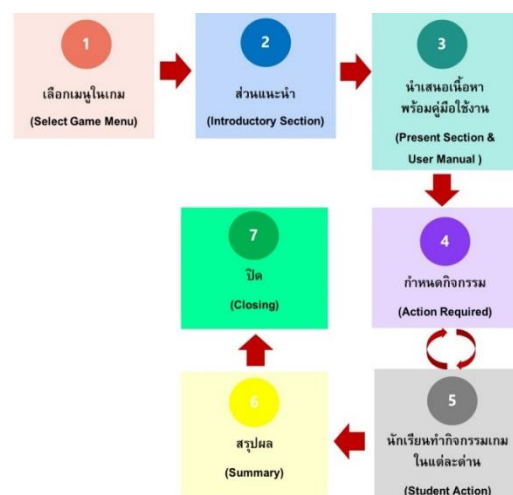 1
เลือกเมนูในเกม
(Select Game Menu)
2
ส่วนแนะนำ
(Introductory Section)
3
นำเสนอเนื้อหา
พร้อมคู่มือใช้งาน
(Present Section &
User Manual )
4
กำหนดกิจกรรม
(Action Required)
5
นักเรียนทำกิจกรรมเกม
ในแต่ละด่าน
(Student Action)
6
สรุปผล
(Summary)
7
ปิด
(Closing)